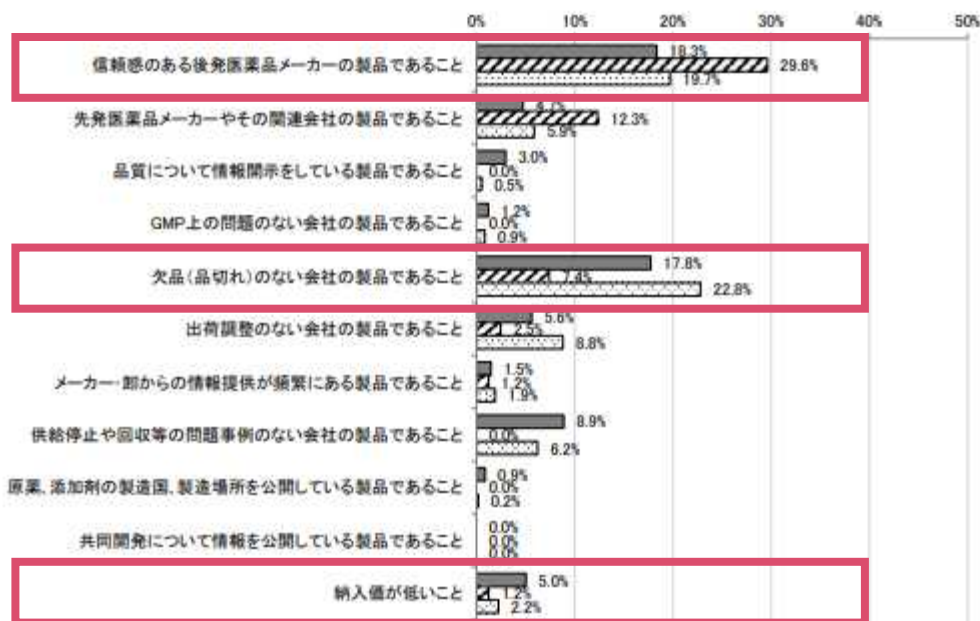 0% 10% 20% 30% 40% 50%
信頼感のある後発医薬品メーカーの製品であること
18.3%
29.6%
19.7%
先発医薬品メーカーやその関連会社の製品であること
4.7%
12.3%
5.9%
品質について情報開示をしている製品であること
3.0%
0.0%
0.5%
GMP上の問題のない会社の製品であること
1.2%
0.0%
0.9%
欠品(品切れ)のない会社の製品であること
17.8%
7.4%
22.8%
出荷調整のない会社の製品であること
5.6%
2.5%
8.8%
メーカー・卸からの情報提供が頻繁にある製品であること
1.5%
1.2%
1.9%
供給停止や回収等の問題事例のない会社の製品であること
8.9%
0.0%
6.2%
原薬、添加剤の製造国、製造場所を公開している製品であること
0.9%
0.0%
0.2%
共同開発について情報を公開している製品であること
0.0%
0.0%
0.0%
納入価が低いこと
5.0%
1.2%
2.2%